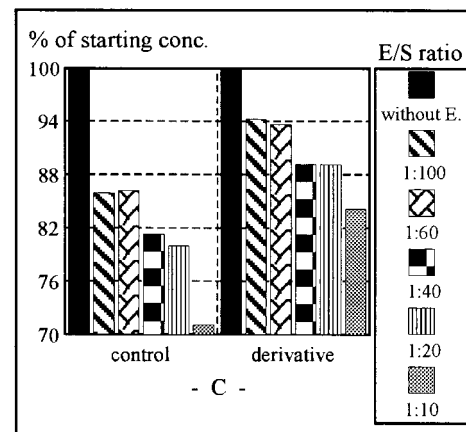 % of starting conc.
100
94
88
82
76
70
control derivative
- C -
E/S ratio
without E.
1:100
1:60
1:40
1:20
1:10